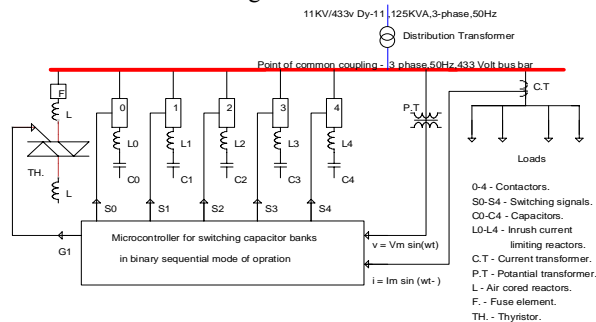 11KV/433v Dy-11 ,125KVA,3-phase,50Hz
Distribution Transformer
Point of common coupling - 3 phase,50Hz,433 Volt bus bar
F
0
1
2
3
4
P.T
C.T
L
L0
L1
L2
L3
L4
TH.
C0
C1
C2
C3
C4
L
Loads
S0
S1
S2
S3
S4
G1
Microcontroller for switching capacitor banks
in binary sequential mode of opration
v = Vm sin(wt)
i = Im sin (wt- )
0-4 - Contactors.
S0-S4 - Switching signals.
C0-C4 - Capacitors.
L0-L4 - Inrush current
limiting reactors.
C.T - Current transformer.
P.T - Potantial transformer.
L - Air cored reactors.
F. - Fuse element.
TH. - Thyristor.